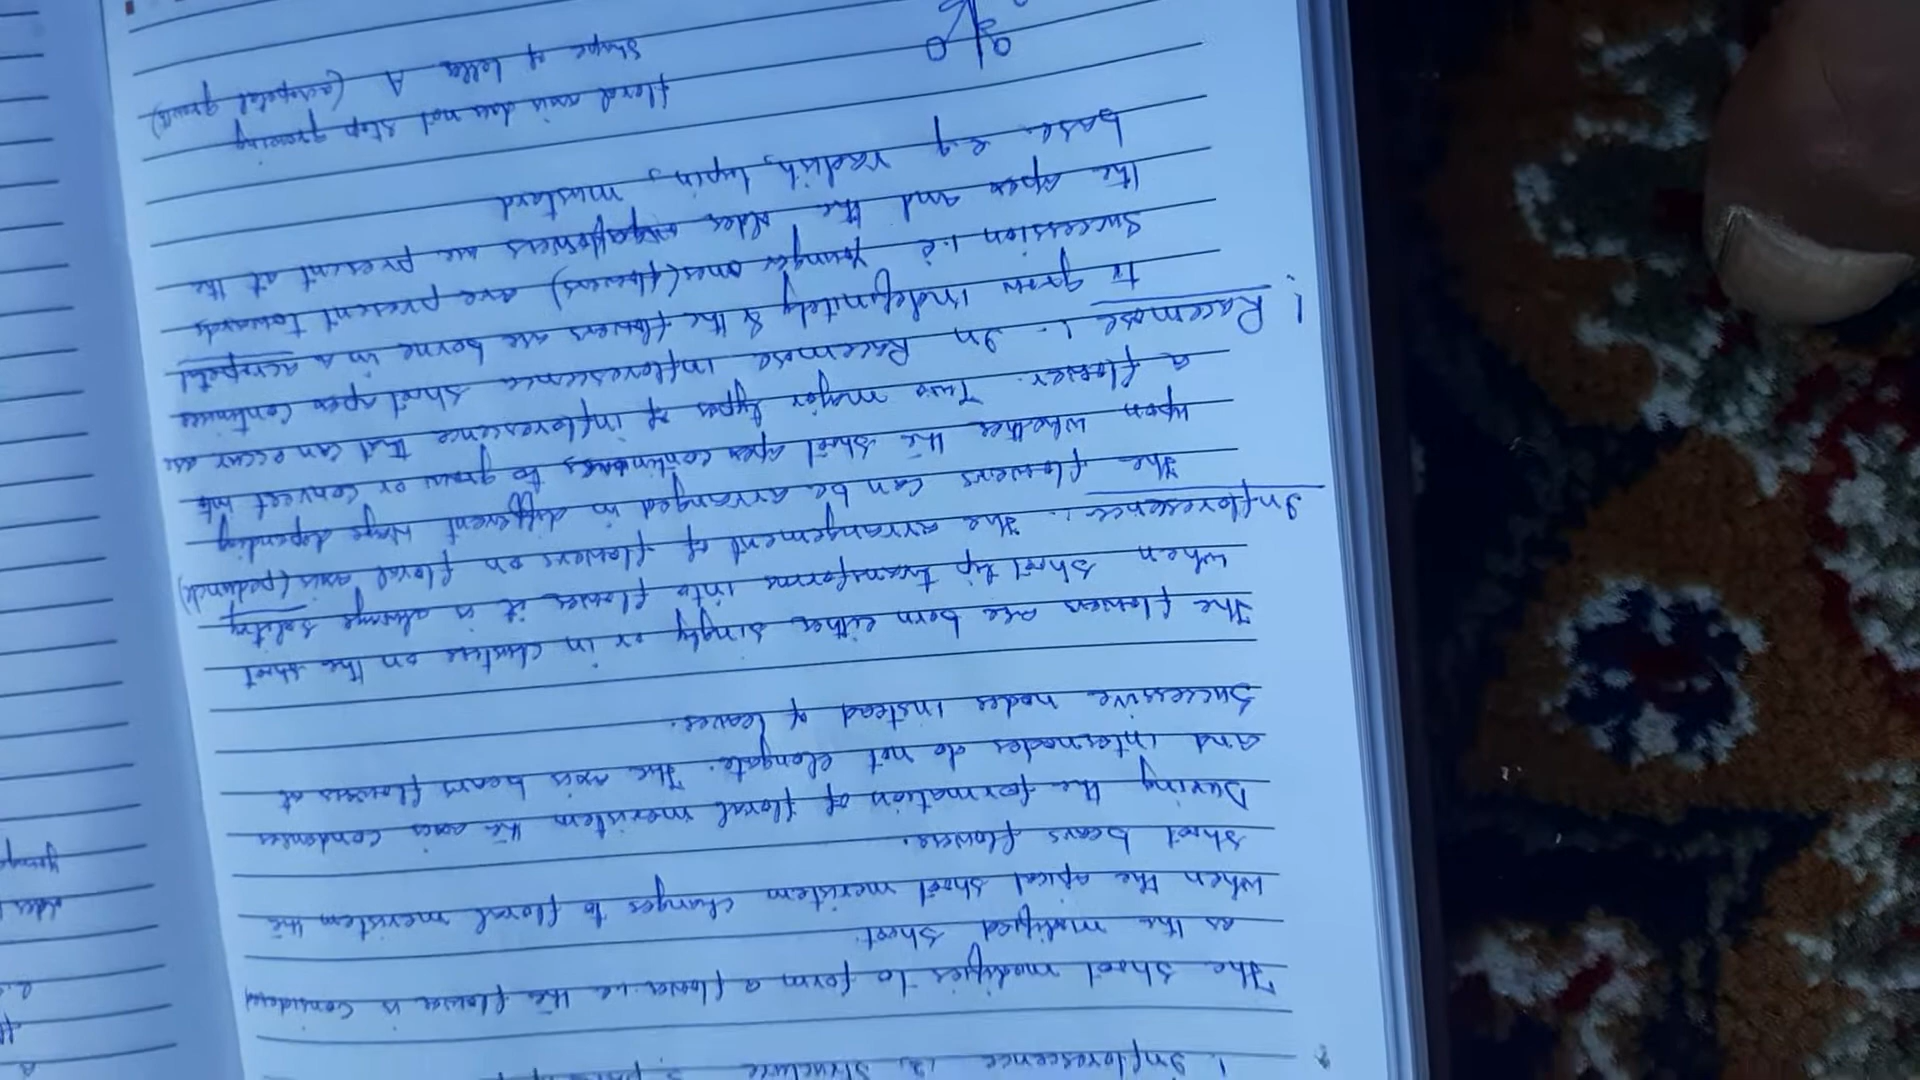 1. Inflorescence 2. Structure 3.
The shoot modifies to form a flower i.e the flower is considered
as the modified shoot.
When the apical shoot meristem changes to floral meristem the
shoot bears flowers.
During the formation of floral meristem the axis condenses
and internodes do not elongate. The axis bears flowers at
Successive nodes instead of leaves.
The flowers are born either singly or in clusters on the shoot
when shoot tip transforms into flower it is always solitry
Infloresence :- The arrangement of flowers on floral axis (peduncle)
The flowers can be arranged in different ways depending
upon whether the shoot apex continues to grow or convert into
a flower. Two major types of inflorescence that can occur are
! Racemose :- In Racemose inflorescence shoot apex continues
to grow indefinitely & the flowers are borne in a acropetal
Succession i.e younger ones (flowers) are present towards
the apex and the older flowers are present at the
base e.g radish, lupin, mustard
floral axis does not stop growing
Shape of letter A (acropetal growth)